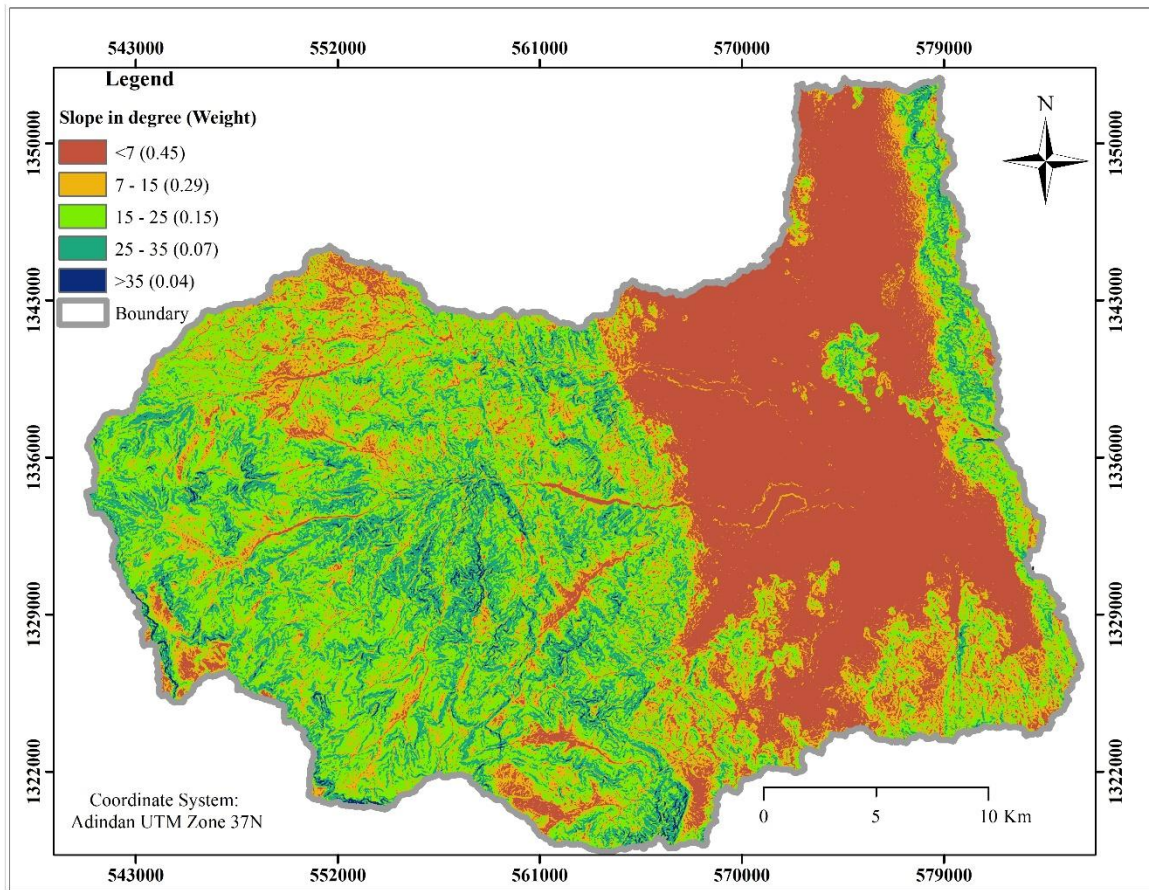 543000 552000 561000 570000 579000
Legend
Slope in degree (Weight)
<7 (0.45)
7 - 15 (0.29)
15 - 25 (0.15)
25 - 35 (0.07)
>35 (0.04)
Boundary
N
1350000 1350000
1343000 1343000
1336000 1336000
1329000 1329000
1322000 1322000
Coordinate System:
Adindan UTM Zone 37N
0 5 10 Km
543000 552000 561000 570000 579000